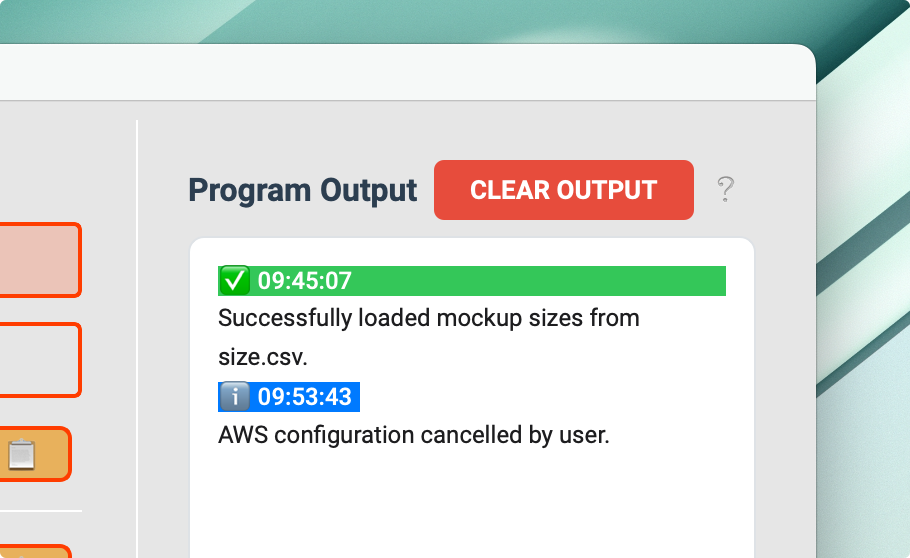 Program Output
CLEAR OUTPUT
❔
✅ 09:45:07
Successfully loaded mockup sizes from
size.csv.
ℹ️ 09:53:43
AWS configuration cancelled by user.